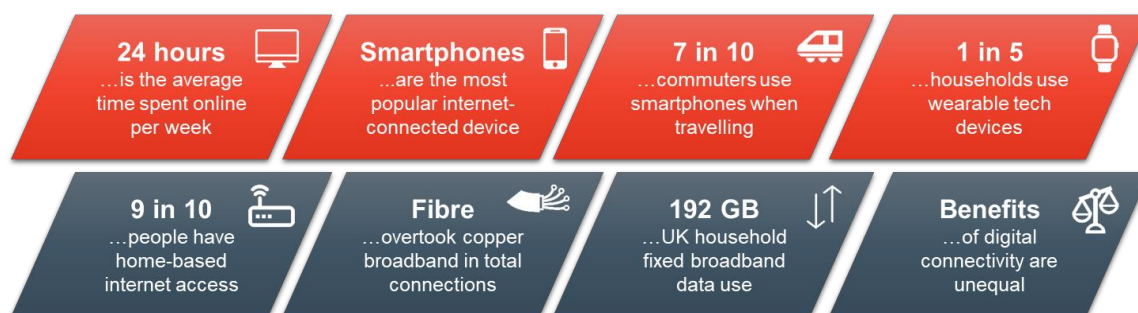 24 hours
…is the average
time spent online
per week
Smartphones
...are the most
popular internet-
connected device
7 in 10
…commuters use
smartphones when
travelling
1 in 5
…households use
wearable tech
devices
9 in 10
…people have
home-based
internet access
Fibre
…overtook copper
broadband in total
connections
192 GB
…UK household
fixed broadband
data use
Benefits
…of digital
connectivity are
unequal